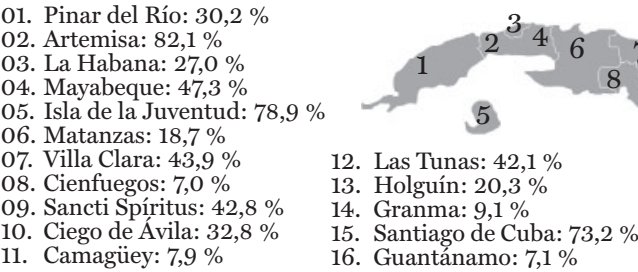 01. Pinar del Río: 30,2 %
02. Artemisa: 82,1 %
03. La Habana: 27,0 %
04. Mayabeque: 47,3 %
05. Isla de la Juventud: 78,9 %
06. Matanzas: 18,7 %
07. Villa Clara: 43,9 %
08. Cienfuegos: 7,0 %
09. Sancti Spíritus: 42,8 %
10. Ciego de Ávila: 32,8 %
11. Camagüey: 7,9 %
12. Las Tunas: 42,1 %
13. Holguín: 20,3 %
14. Granma: 9,1 %
15. Santiago de Cuba: 73,2 %
16. Guantánamo: 7,1 %
3
2 4 6
1
8
5